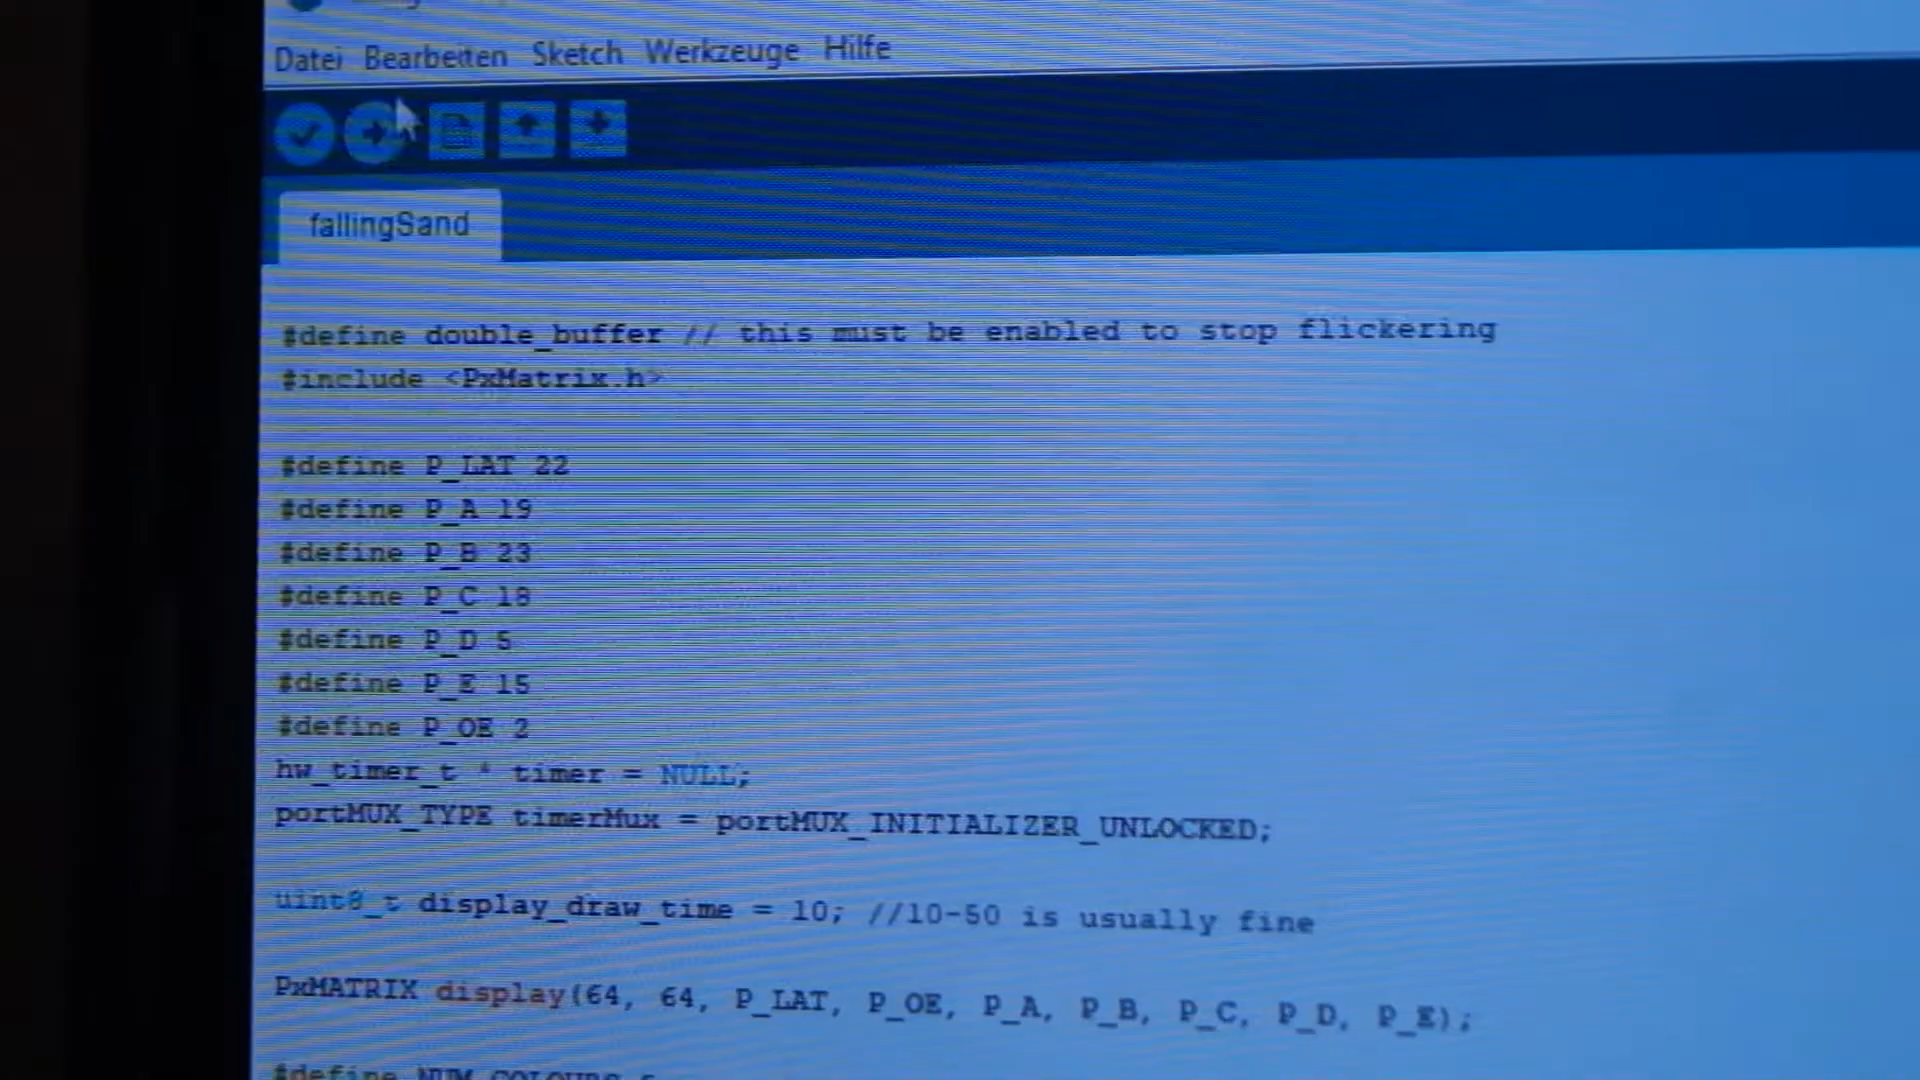 Datei Bearbeiten Sketch Werkzeuge Hilfe
fallingSand
#define double_buffer // this must be enabled to stop flickering
#include <PxMatrix.h>
#define P_LAT 22
#define P_A 19
#define P_B 23
#define P_C 18
#define P_D 5
#define P_E 15
#define P_OE 2
hw_timer_t * timer = NULL;
portMUX_TYPE timerMux = portMUX_INITIALIZER_UNLOCKED;
uint8_t display_draw_time = 10; //10-50 is usually fine
PxMATRIX display(64, 64, P_LAT, P_OE, P_A, P_B, P_C, P_D, P_E);
#define NUM_COLOURS